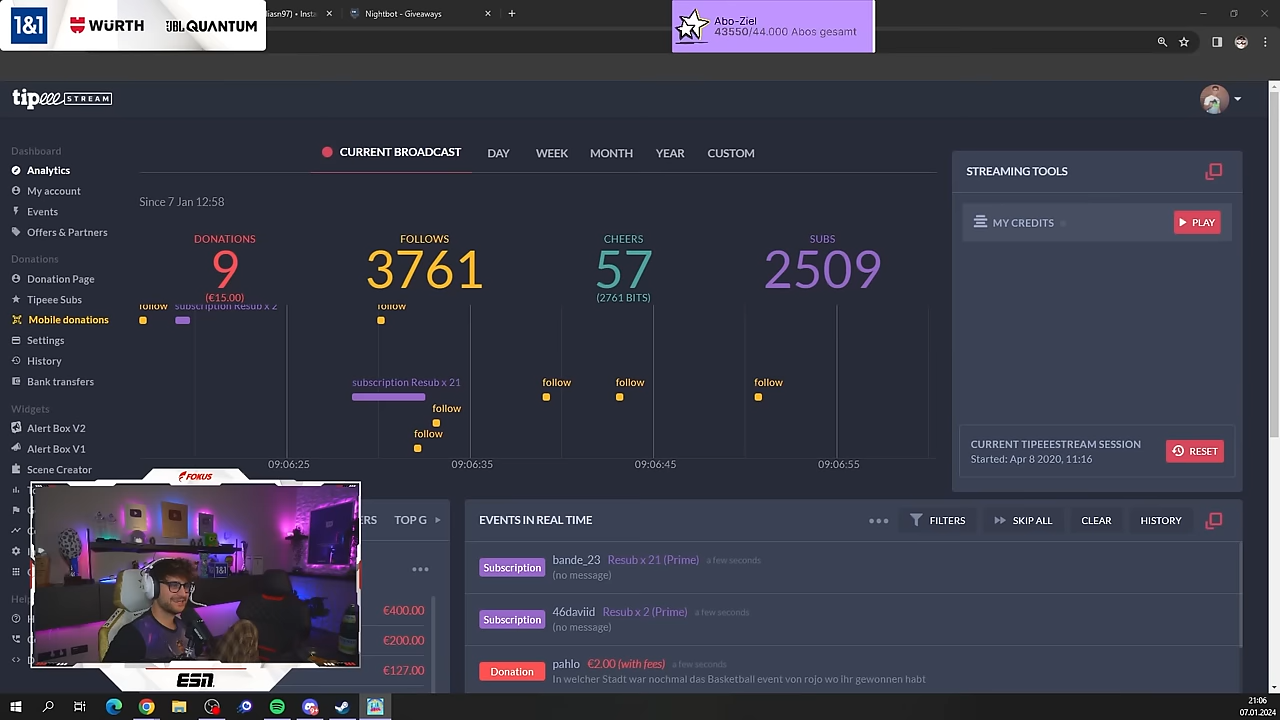 1&1 WÜRTH JBL QUANTUM
iasn97) • Inst
Nightbot - Giveaways
Abo-Ziel
43550/44.000 Abos gesamt
tipeee STREAM
Dashboard
Analytics
My account
Events
Offers & Partners
Donations
Donation Page
Tipeee Subs
Mobile donations
Settings
History
Bank transfers
Widgets
Alert Box V2
Alert Box V1
Scene Creator
Help
CURRENT BROADCAST DAY WEEK MONTH YEAR CUSTOM
Since 7 Jan 12:58
DONATIONS FOLLOWS CHEERS SUBS
9 3761 57 2509
(€15.00) (2761 BITS)
follow subscription Resub x 2 follow
subscription Resub x 21 follow follow follow
follow
follow
09:06:25 09:06:35 09:06:45 09:06:55
STREAMING TOOLS
MY CREDITS PLAY
CURRENT TIPEEESTREAM SESSION
Started: Apr 8 2020, 11:16
RESET
FOKUS
1&1
ESN.
ERS TOP G
€400.00
€200.00
€127.00
EVENTS IN REAL TIME FILTERS SKIP ALL CLEAR HISTORY
Subscription bande_23 Resub x 21 (Prime) a few seconds
(no message)
Subscription 46daviid Resub x 2 (Prime) a few seconds
(no message)
Donation pahlo €2.00 (with fees) a few seconds
In welcher Stadt war nochmal das Basketball event von rojo wo ihr gewonnen habt
21:06
07.01.2024